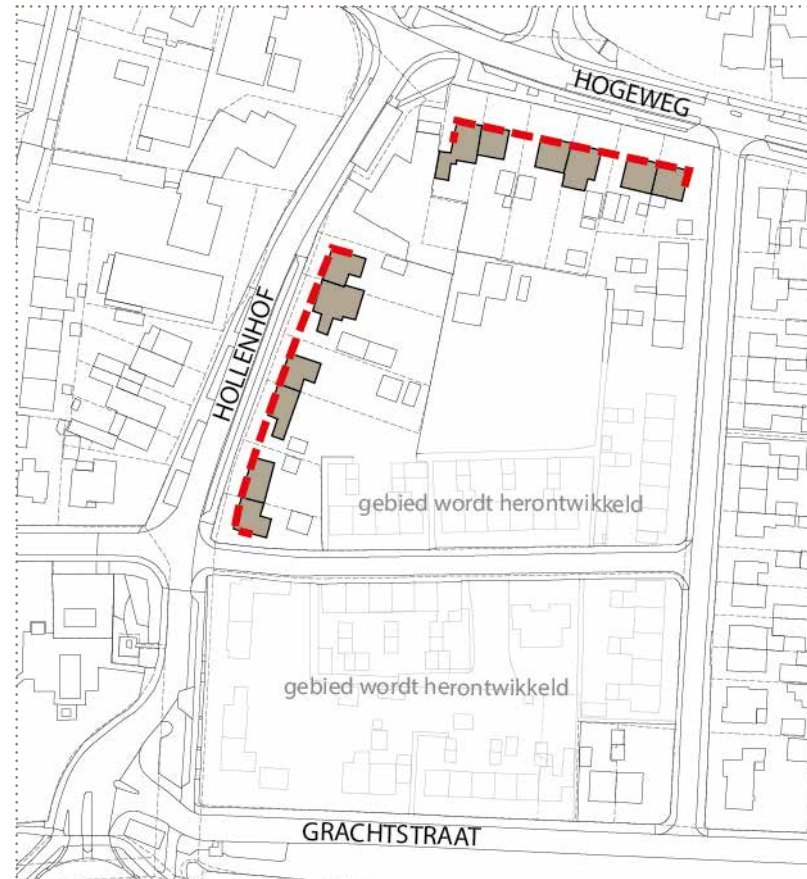 HOGEWEG
HOLLENHOF
gebied wordt herontwikkeld
gebied wordt herontwikkeld
GRACHTSTRAAT